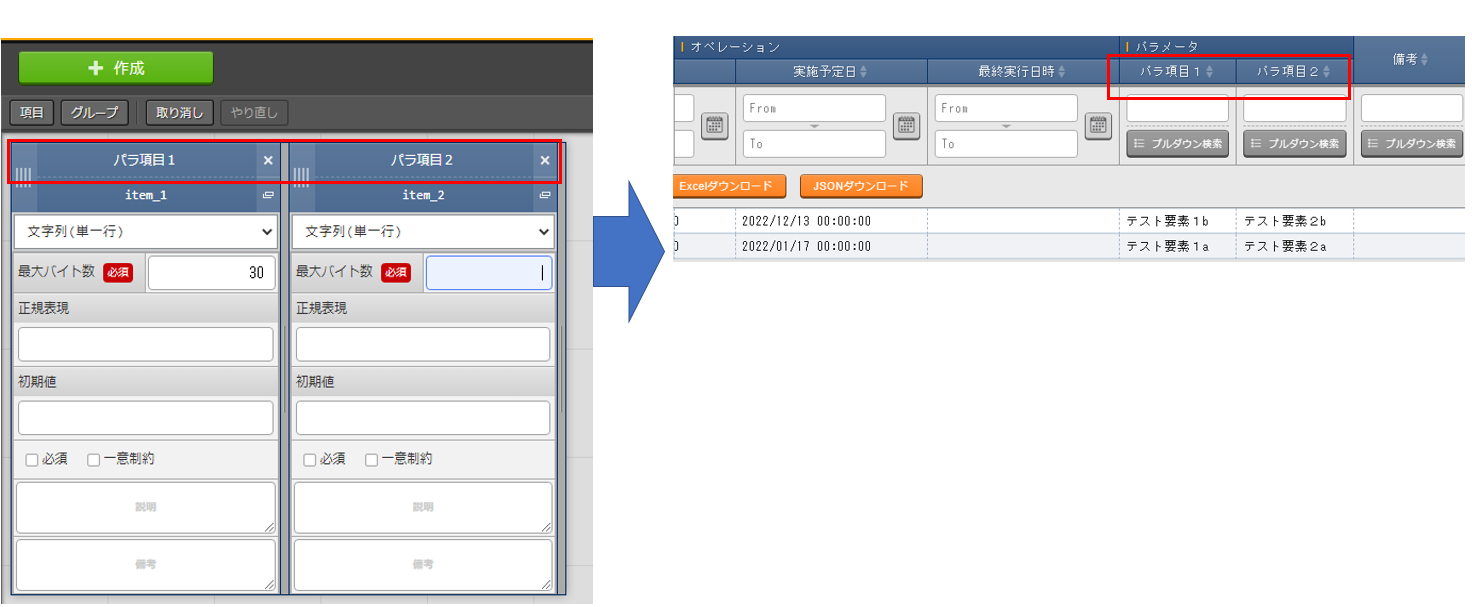 作成
項目 グループ 取り消し やり直し
パラ項目1 パラ項目2
item_1 item_2
文字列(単一行) 文字列(単一行)
最大バイト数 必須 30 最大バイト数 必須
正規表現 正規表現
初期値 初期値
必須 一意制約 必須 一意制約
説明 説明
備考 備考
オペレーション パラメータ 備考
実施予定日 最終実行日時 パラ項目1 パラ項目2
From From
To To プルダウン検索 プルダウン検索 プルダウン検索
Excelダウンロード JSONダウンロード
2022/12/13 00:00:00 テスト要素1b テスト要素2b
2022/01/17 00:00:00 テスト要素1a テスト要素2a